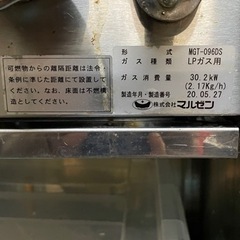 可燃物からの離隔距離は法令
条例に準じた距離にて設置して
ください。なお、床面は不燃構
造としてください。
形式 MGT-096DS
ガス種類 LPガス用
ガス消費量 30.2kW
(2.17Kg/h)
製造年月・製造番号 20.05.27
株式会社マルゼン